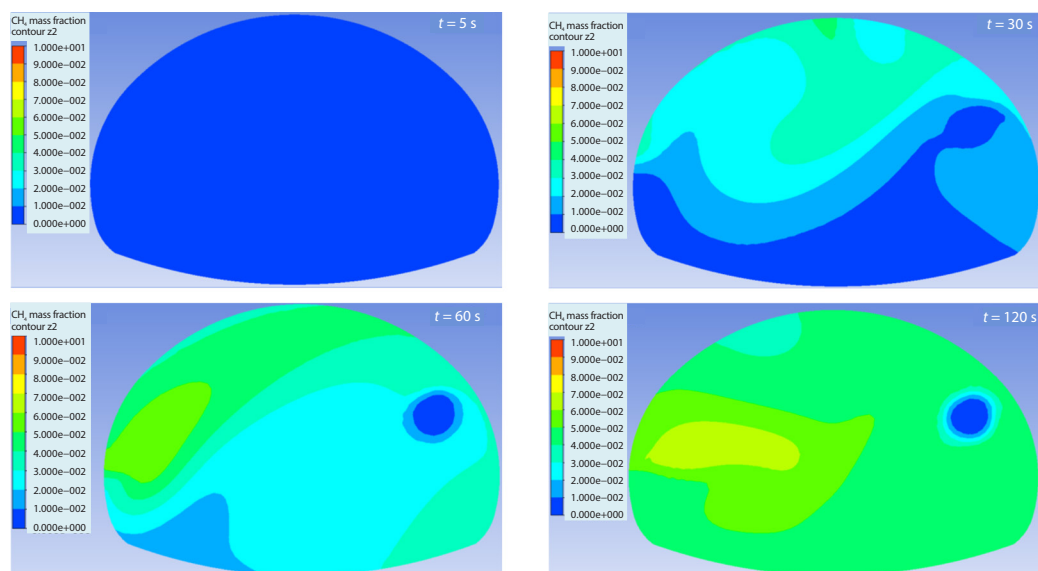 CH₄ mass fraction
contour z2
t = 5 s
1.000e+001
9.000e−002
8.000e−002
7.000e−002
6.000e−002
5.000e−002
4.000e−002
3.000e−002
2.000e−002
1.000e−002
0.000e+000
CH₄ mass fraction
contour z2
t = 30 s
1.000e+001
9.000e−002
8.000e−002
7.000e−002
6.000e−002
5.000e−002
4.000e−002
3.000e−002
2.000e−002
1.000e−002
0.000e+000
CH₄ mass fraction
contour z2
t = 60 s
1.000e+001
9.000e−002
8.000e−002
7.000e−002
6.000e−002
5.000e−002
4.000e−002
3.000e−002
2.000e−002
1.000e−002
0.000e+000
CH₄ mass fraction
contour z2
t = 120 s
1.000e+001
9.000e−002
8.000e−002
7.000e−002
6.000e−002
5.000e−002
4.000e−002
3.000e−002
2.000e−002
1.000e−002
0.000e+000